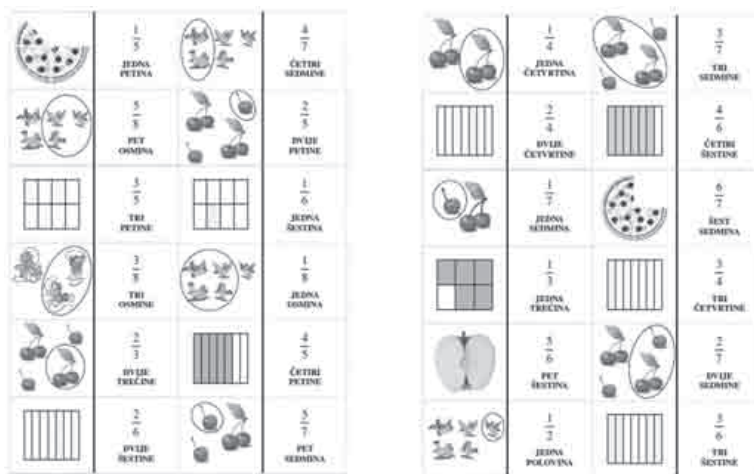 1/5
JEDNA
PETINA
4/7
ČETIRI
SEDMINE
5/8
PET
OSMINA
2/5
DVIJE
PETINE
3/5
TRI
PETINE
1/6
JEDNA
ŠESTINA
3/8
TRI
OSMINE
1/8
JEDNA
OSMINA
2/3
DVIJE
TREĆINE
4/5
ČETIRI
PETINE
2/6
DVIJE
ŠESTINE
5/7
PET
SEDMINA
1/4
JEDNA
ČETVRTINA
3/7
TRI
SEDMINE
2/4
DVIJE
ČETVRTINE
4/6
ČETIRI
ŠESTINE
1/7
JEDNA
SEDMINA
6/7
ŠEST
SEDMINA
1/3
JEDNA
TREĆINA
3/4
TRI
ČETVRTINE
5/6
PET
ŠESTINA
2/7
DVIJE
SEDMINE
1/2
JEDNA
POLOVINA
3/6
TRI
ŠESTINE